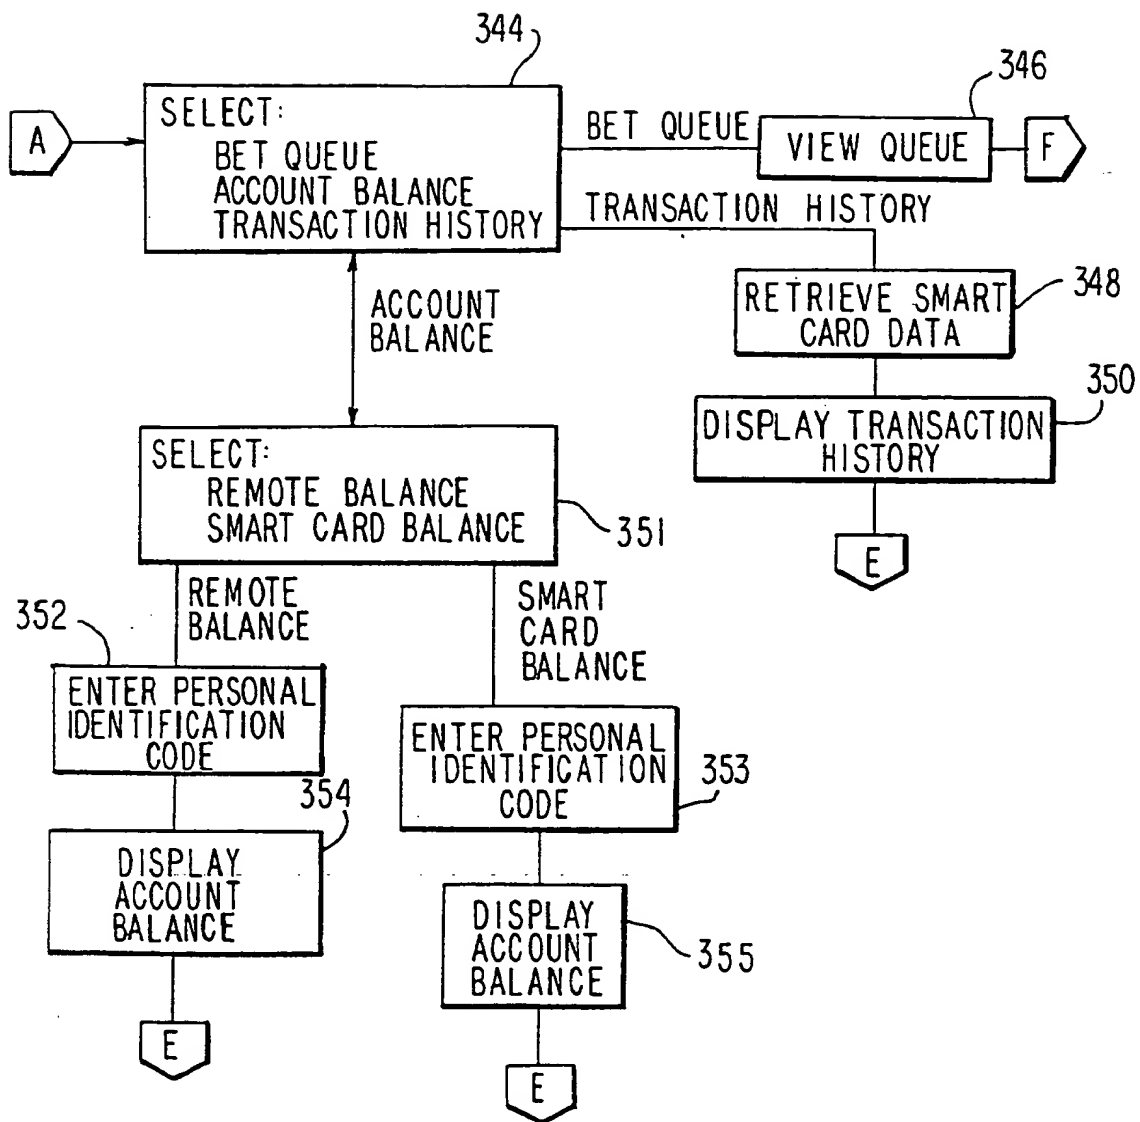 344
346
A
SELECT:
BET QUEUE
ACCOUNT BALANCE
TRANSACTION HISTORY
BET QUEUE
VIEW QUEUE
F
TRANSACTION HISTORY
RETRIEVE SMART
CARD DATA
348
ACCOUNT
BALANCE
DISPLAY TRANSACTION
HISTORY
350
E
SELECT:
REMOTE BALANCE
SMART CARD BALANCE
351
REMOTE
BALANCE
SMART
CARD
BALANCE
352
ENTER PERSONAL
IDENTIFICATION
CODE
ENTER PERSONAL
IDENTIFICATION
CODE
353
354
DISPLAY
ACCOUNT
BALANCE
DISPLAY
ACCOUNT
BALANCE
355
E
E